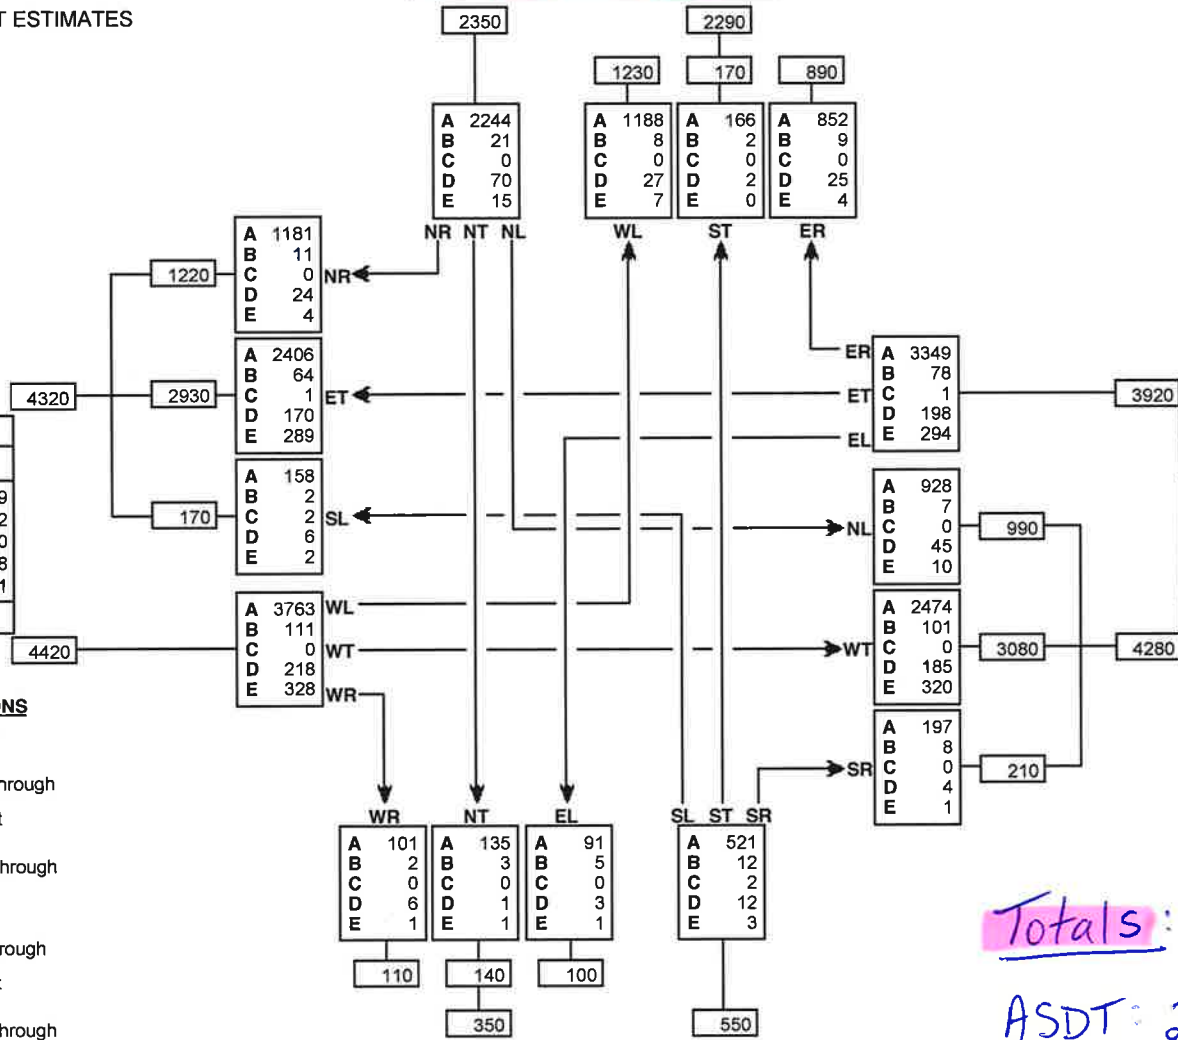 T ESTIMATES
2350
2290
1230
170
890
A 2244
B 21
C 0
D 70
E 15
A 1188
B 8
C 0
D 27
E 7
A 166
B 2
C 0
D 2
E 0
A 852
B 9
C 0
D 25
E 4
NR NT NL
WL
ST
ER
1220
A 1181
B 11
C 0
D 24
E 4
NR
4320
2930
A 2406
B 64
C 1
D 170
E 289
ET
170
A 158
B 2
C 2
D 6
E 2
SL
9
2
0
8
1
4420
A 3763
B 111
C 0
D 218
E 328
WL
WT
WR
ER
ET
EL
A 3349
B 78
C 1
D 198
E 294
3920
NL
A 928
B 7
C 0
D 45
E 10
990
WT
A 2474
B 101
C 0
D 185
E 320
3080
4280
SR
A 197
B 8
C 0
D 4
E 1
210
NS
hrough
t
hrough
rough
t
hrough
WR
NT
EL
SL ST SR
A 101
B 2
C 0
D 6
E 1
A 135
B 3
C 0
D 1
E 1
A 91
B 5
C 0
D 3
E 1
A 521
B 12
C 2
D 12
E 3
110
140
100
350
550
Totals:
ASDT: 2